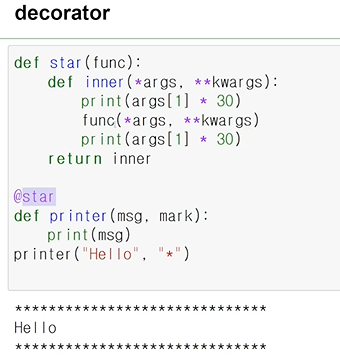 decorator
def star(func):
    def inner(*args, **kwargs):
        print(args[1] * 30)
        func(*args, **kwargs)
        print(args[1] * 30)
    return inner
@star
def printer(msg, mark):
    print(msg)
printer("Hello", "*")
******************************
Hello
******************************